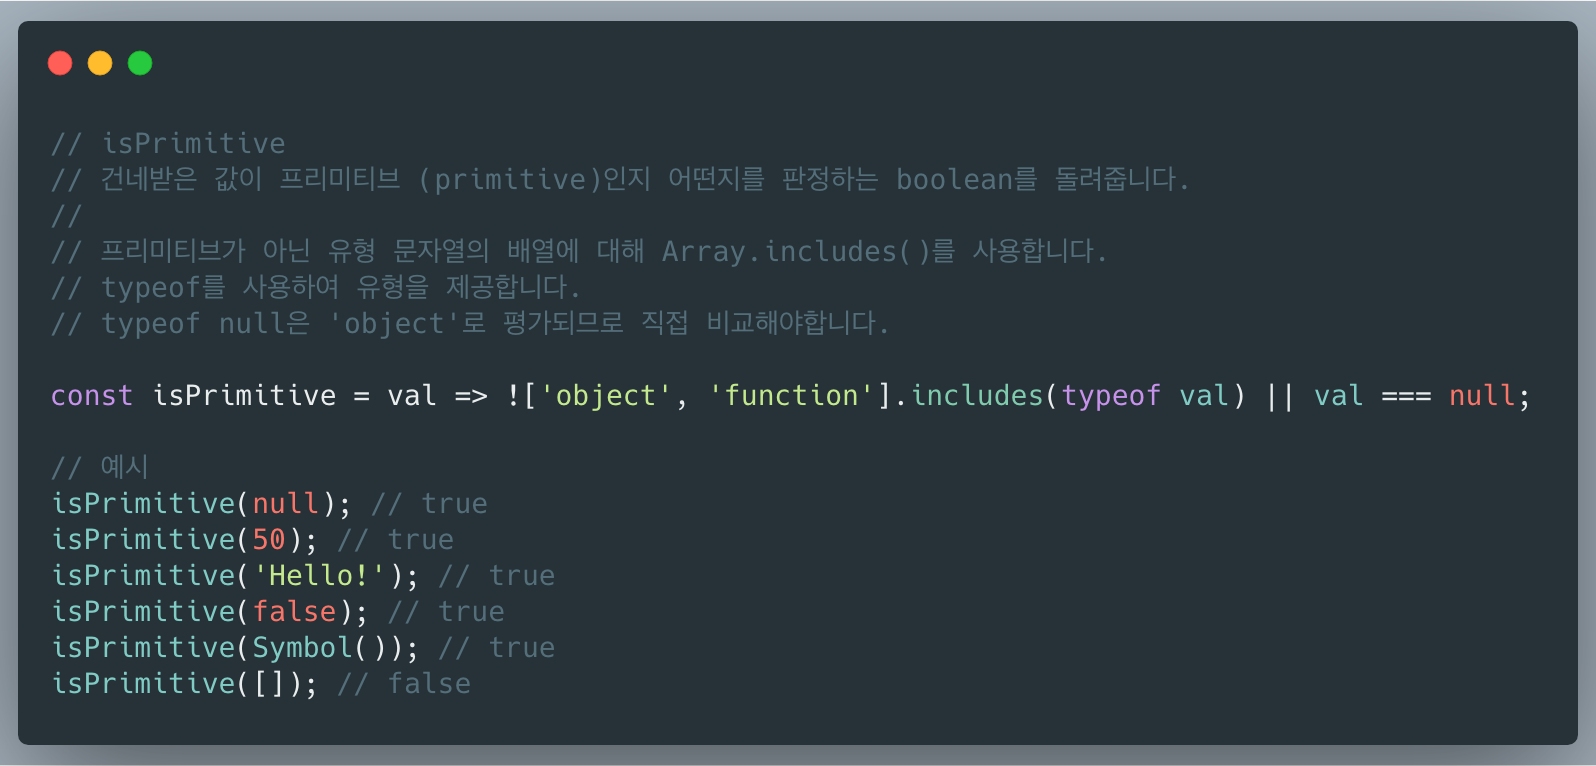 // isPrimitive
// 건네받은 값이 프리미티브 (primitive)인지 어떤지를 판정하는 boolean를 돌려줍니다.
//
// 프리미티브가 아닌 유형 문자열의 배열에 대해 Array.includes()를 사용합니다.
// typeof를 사용하여 유형을 제공합니다.
// typeof null은 'object'로 평가되므로 직접 비교해야합니다.
const isPrimitive = val => !['object', 'function'].includes(typeof val) || val === null;
// 예시
isPrimitive(null); // true
isPrimitive(50); // true
isPrimitive('Hello!'); // true
isPrimitive(false); // true
isPrimitive(Symbol()); // true
isPrimitive([]); // false